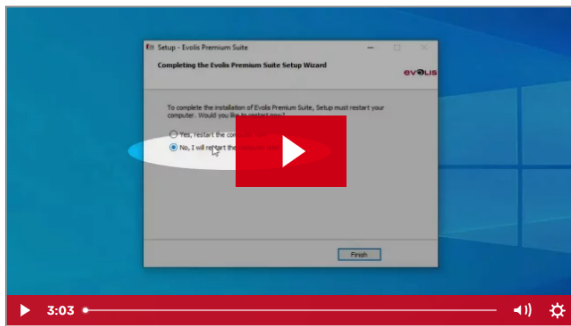 Setup - Evolis Premium Suite
Completing the Evolis Premium Suite Setup Wizard
evolis
To complete the installation of Evolis Premium Suite, Setup must restart your
computer. Would you like to restart now?
Yes, restart the
No, I will restart the
Finish
3:03